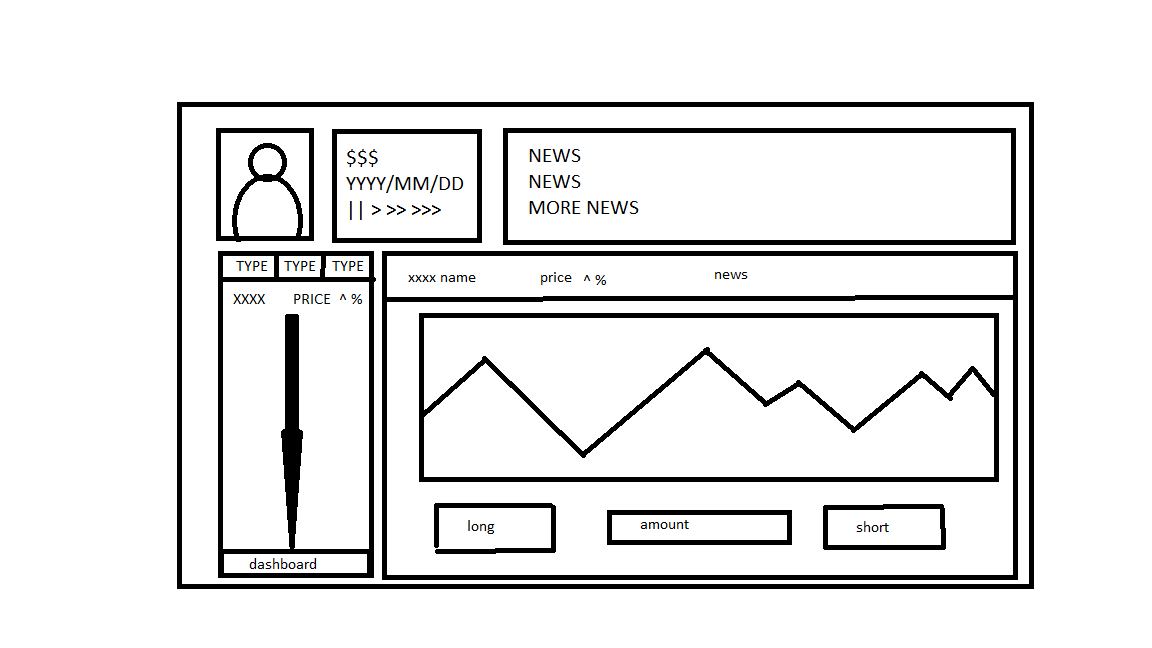 $$$
YYYY/MM/DD
|| > >> >>>
NEWS
NEWS
MORE NEWS
TYPE TYPE TYPE
XXXX PRICE ^ %
dashboard
xxxx name price ^ % news
long amount short